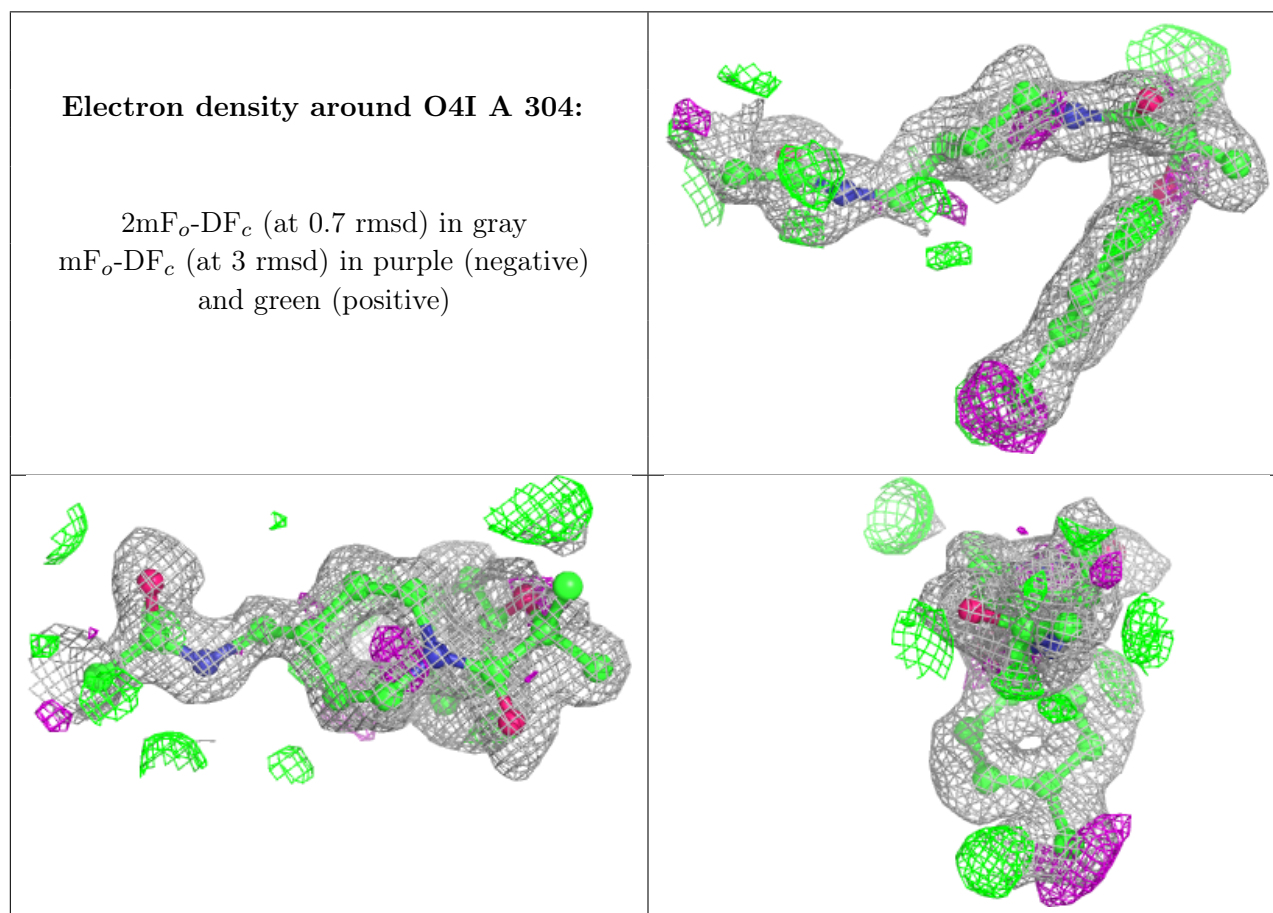 Electron density around O4I A 304:
2mFo-DFc (at 0.7 rmsd) in gray
mFo-DFc (at 3 rmsd) in purple (negative)
and green (positive)